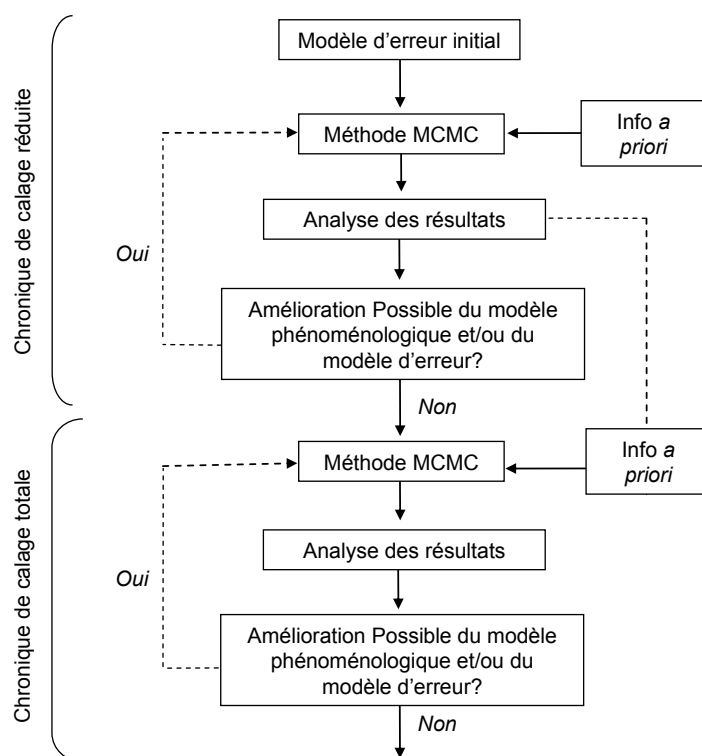 Chronique de calage réduite
Modèle d'erreur initial
Méthode MCMC
Info a
priori
Analyse des résultats
Oui
Amélioration Possible du modèle
phénoménologique et/ou du
modèle d'erreur?
Non
Chronique de calage totale
Méthode MCMC
Info a
priori
Analyse des résultats
Oui
Amélioration Possible du modèle
phénoménologique et/ou du
modèle d'erreur?
Non